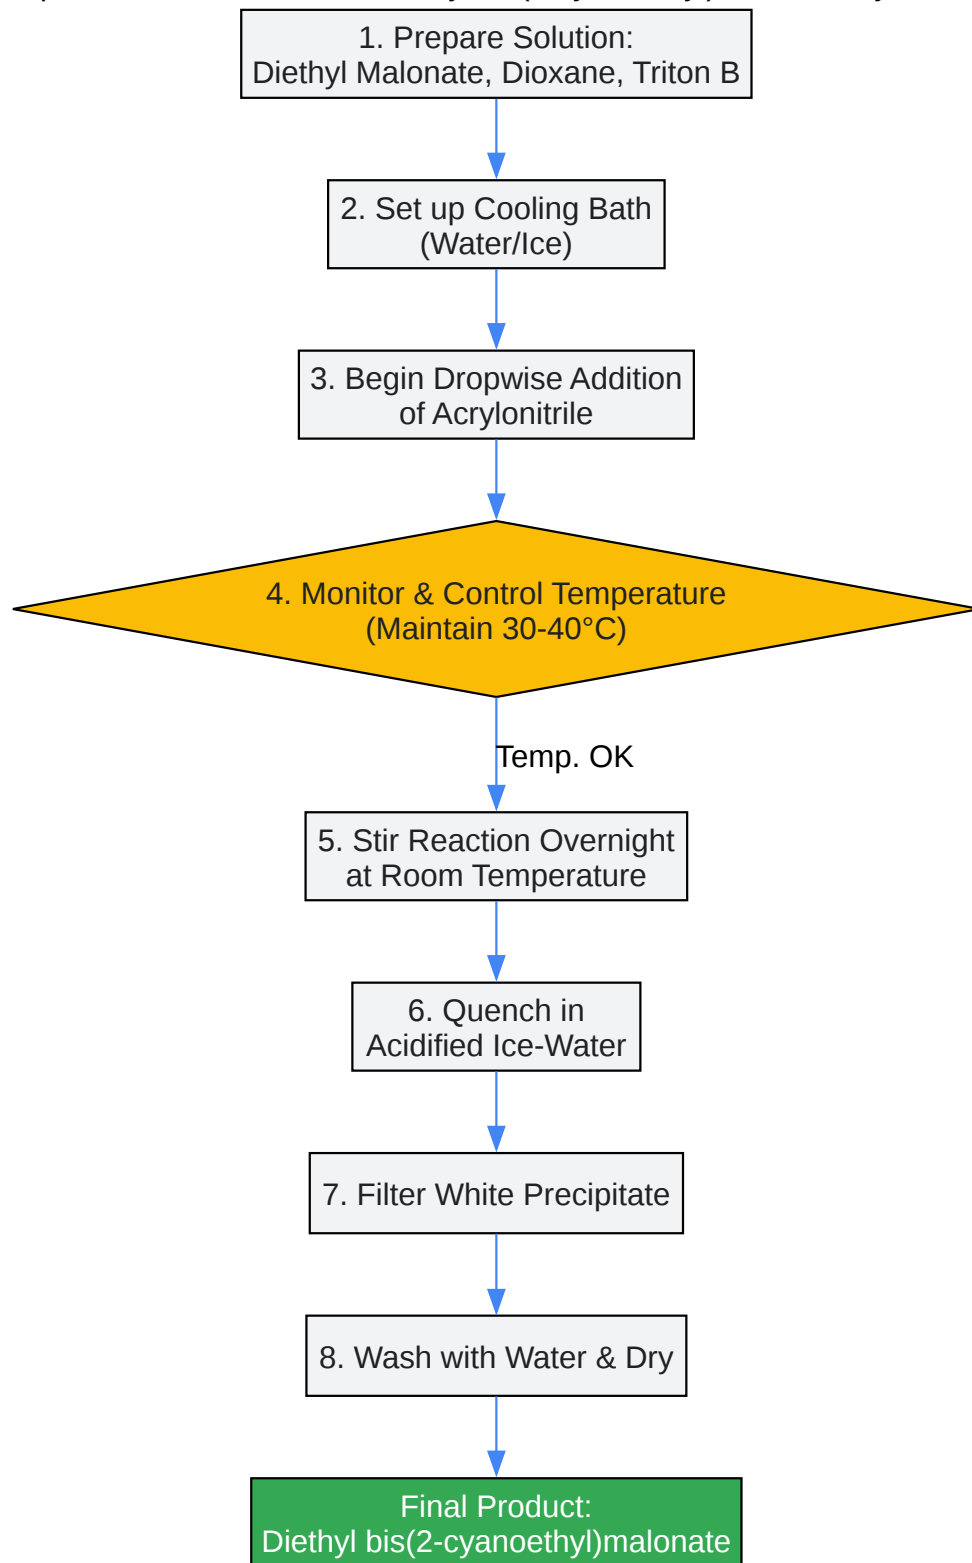 1. Prepare Solution:
Diethyl Malonate, Dioxane, Triton B
2. Set up Cooling Bath
(Water/Ice)
3. Begin Dropwise Addition
of Acrylonitrile
4. Monitor & Control Temperature
(Maintain 30-40°C)
Temp. OK
5. Stir Reaction Overnight
at Room Temperature
6. Quench in
Acidified Ice-Water
7. Filter White Precipitate
8. Wash with Water & Dry
Final Product:
Diethyl bis(2-cyanoethyl)malonate